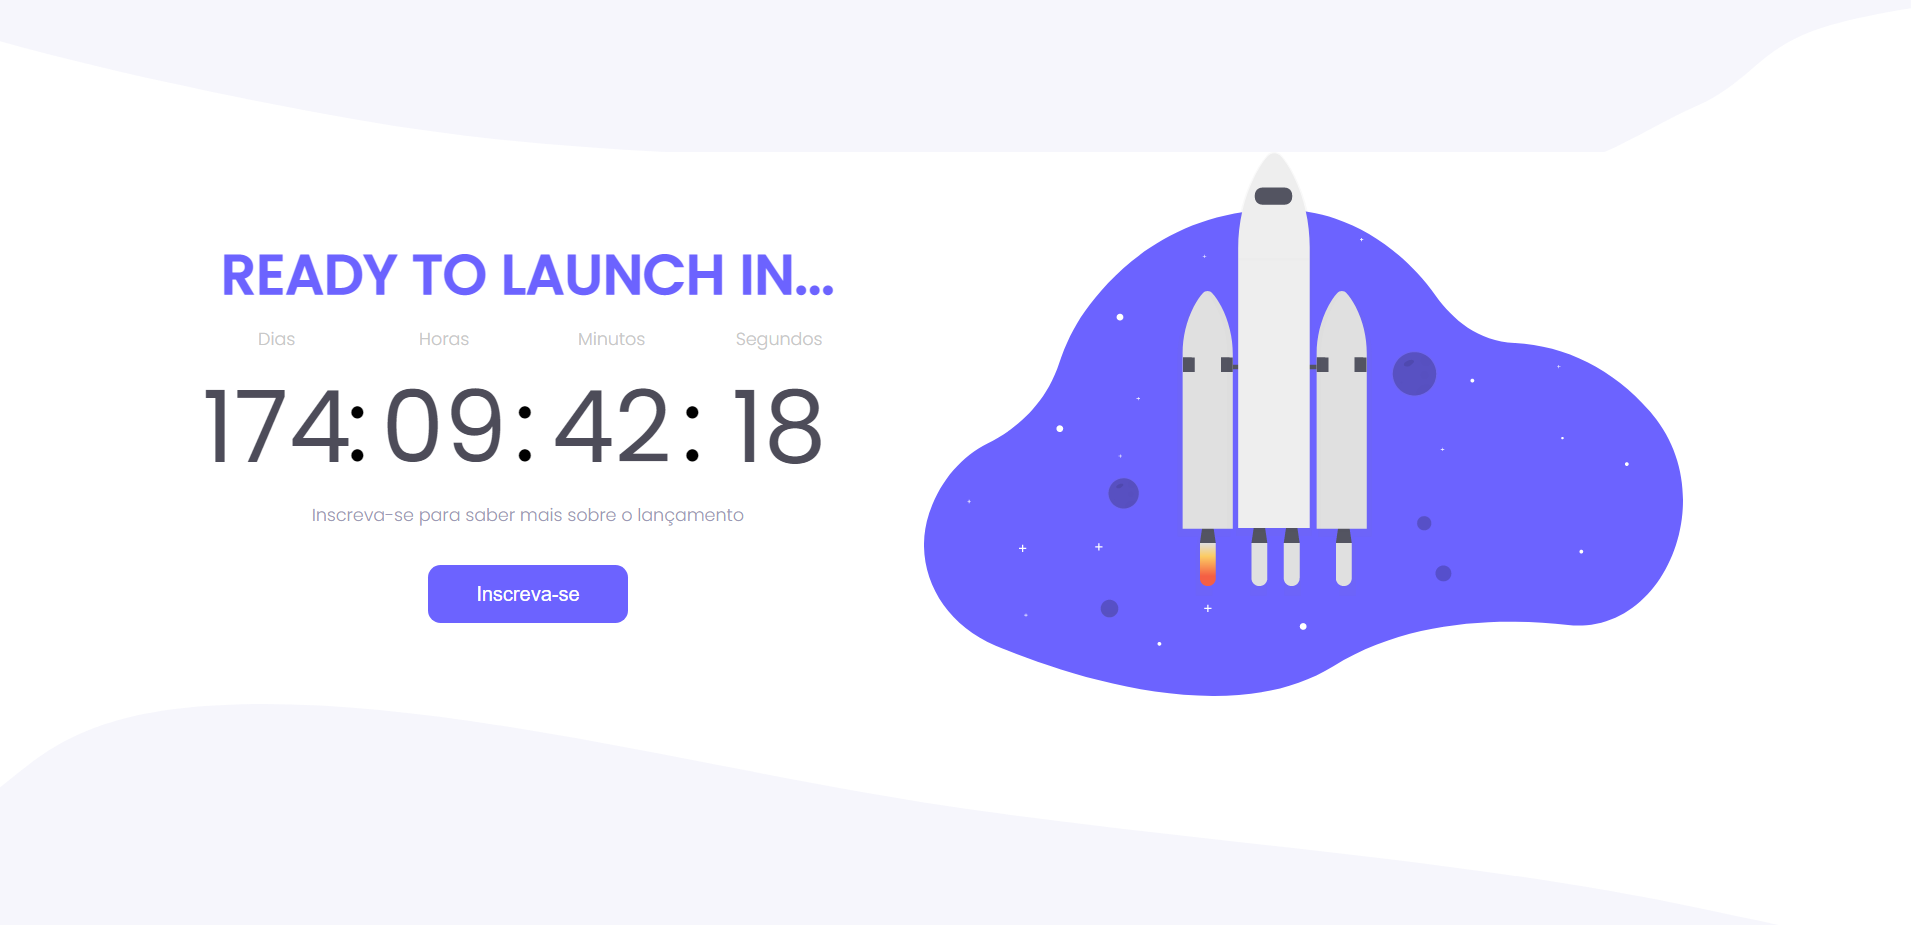 READY TO LAUNCH IN...
Dias Horas Minutos Segundos
174: 09 : 42 : 18
Inscreva-se para saber mais sobre o lançamento
Inscreva-se